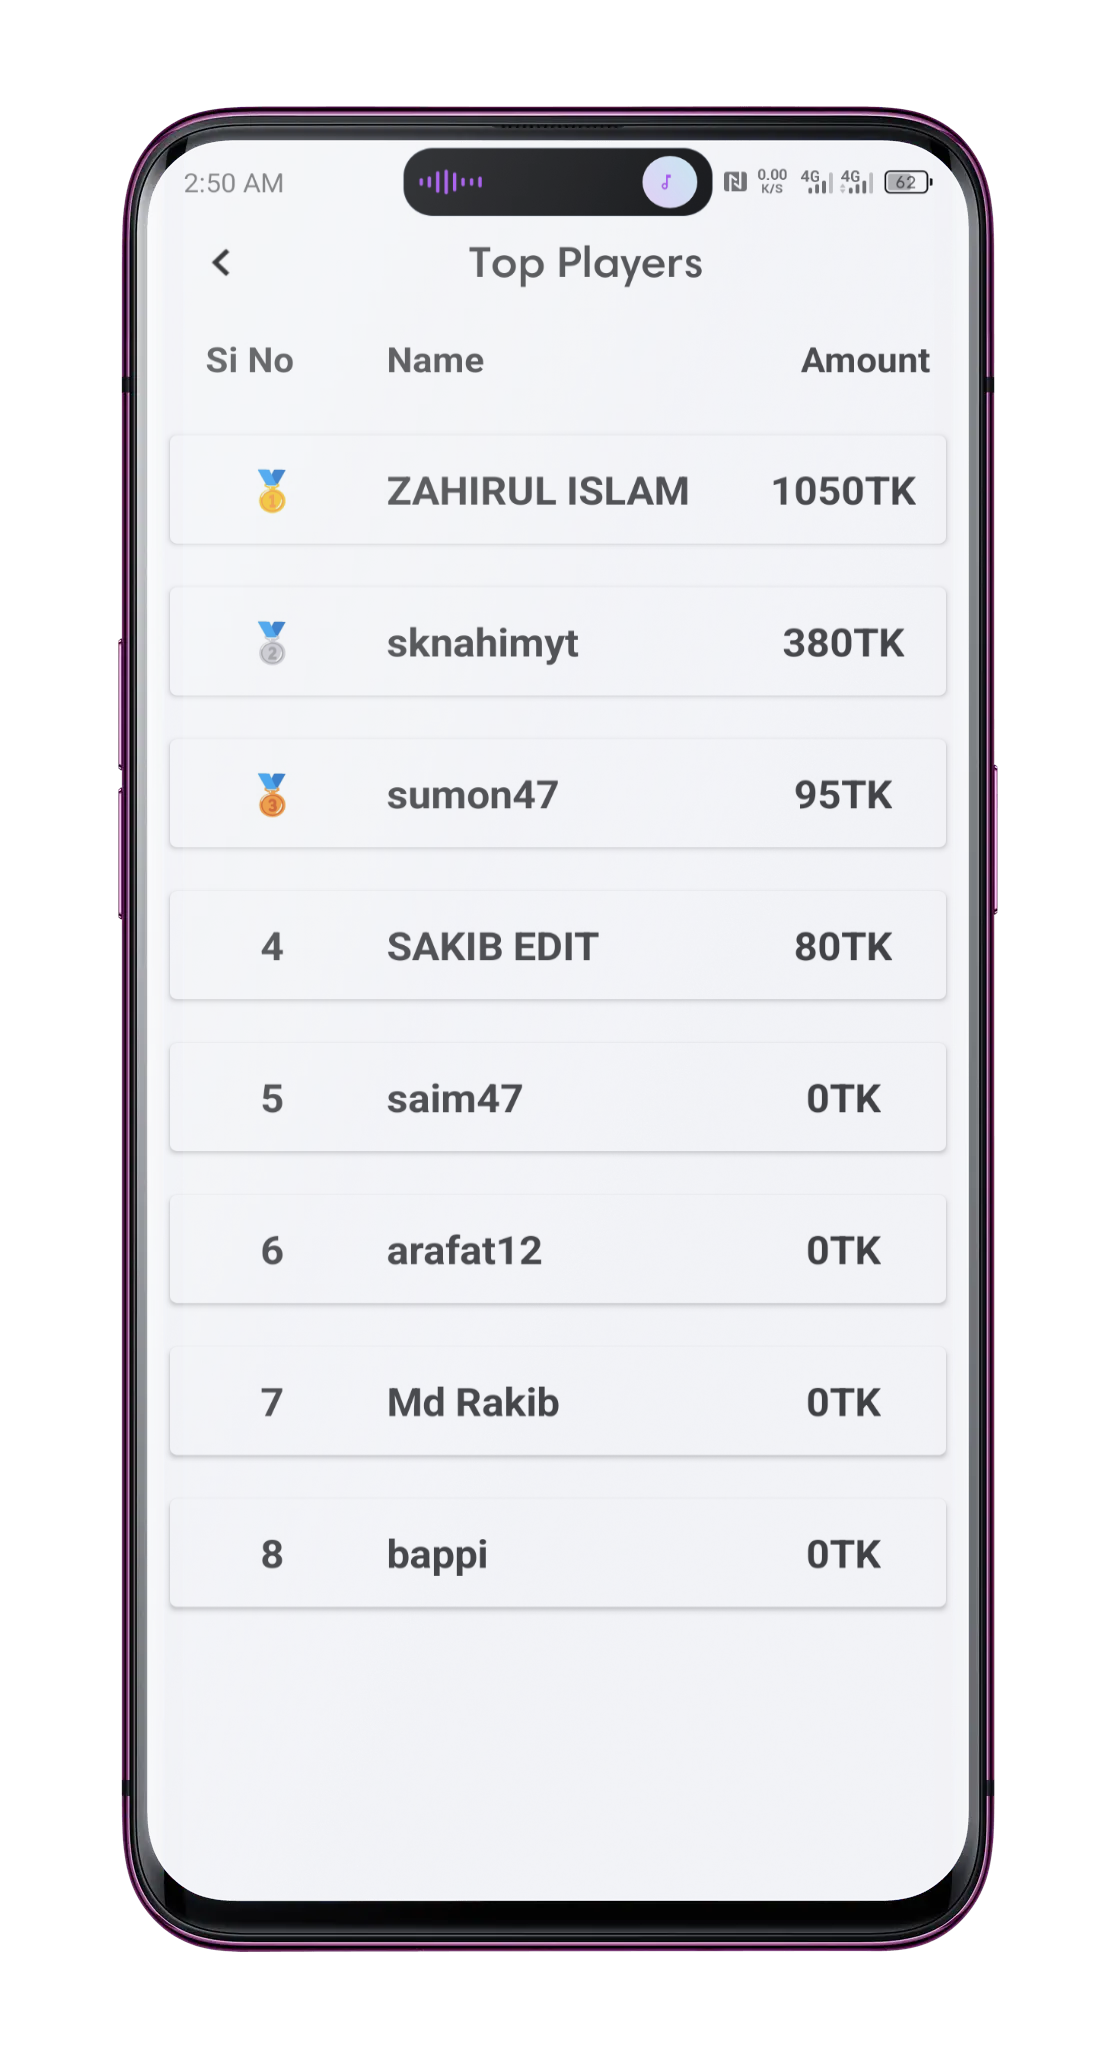 2:50 AM 0.00 K/S 4G 4G 62
Top Players
Si No Name Amount
1 ZAHIRUL ISLAM 1050TK
2 sknahimyt 380TK
3 sumon47 95TK
4 SAKIB EDIT 80TK
5 saim47 0TK
6 arafat12 0TK
7 Md Rakib 0TK
8 bappi 0TK